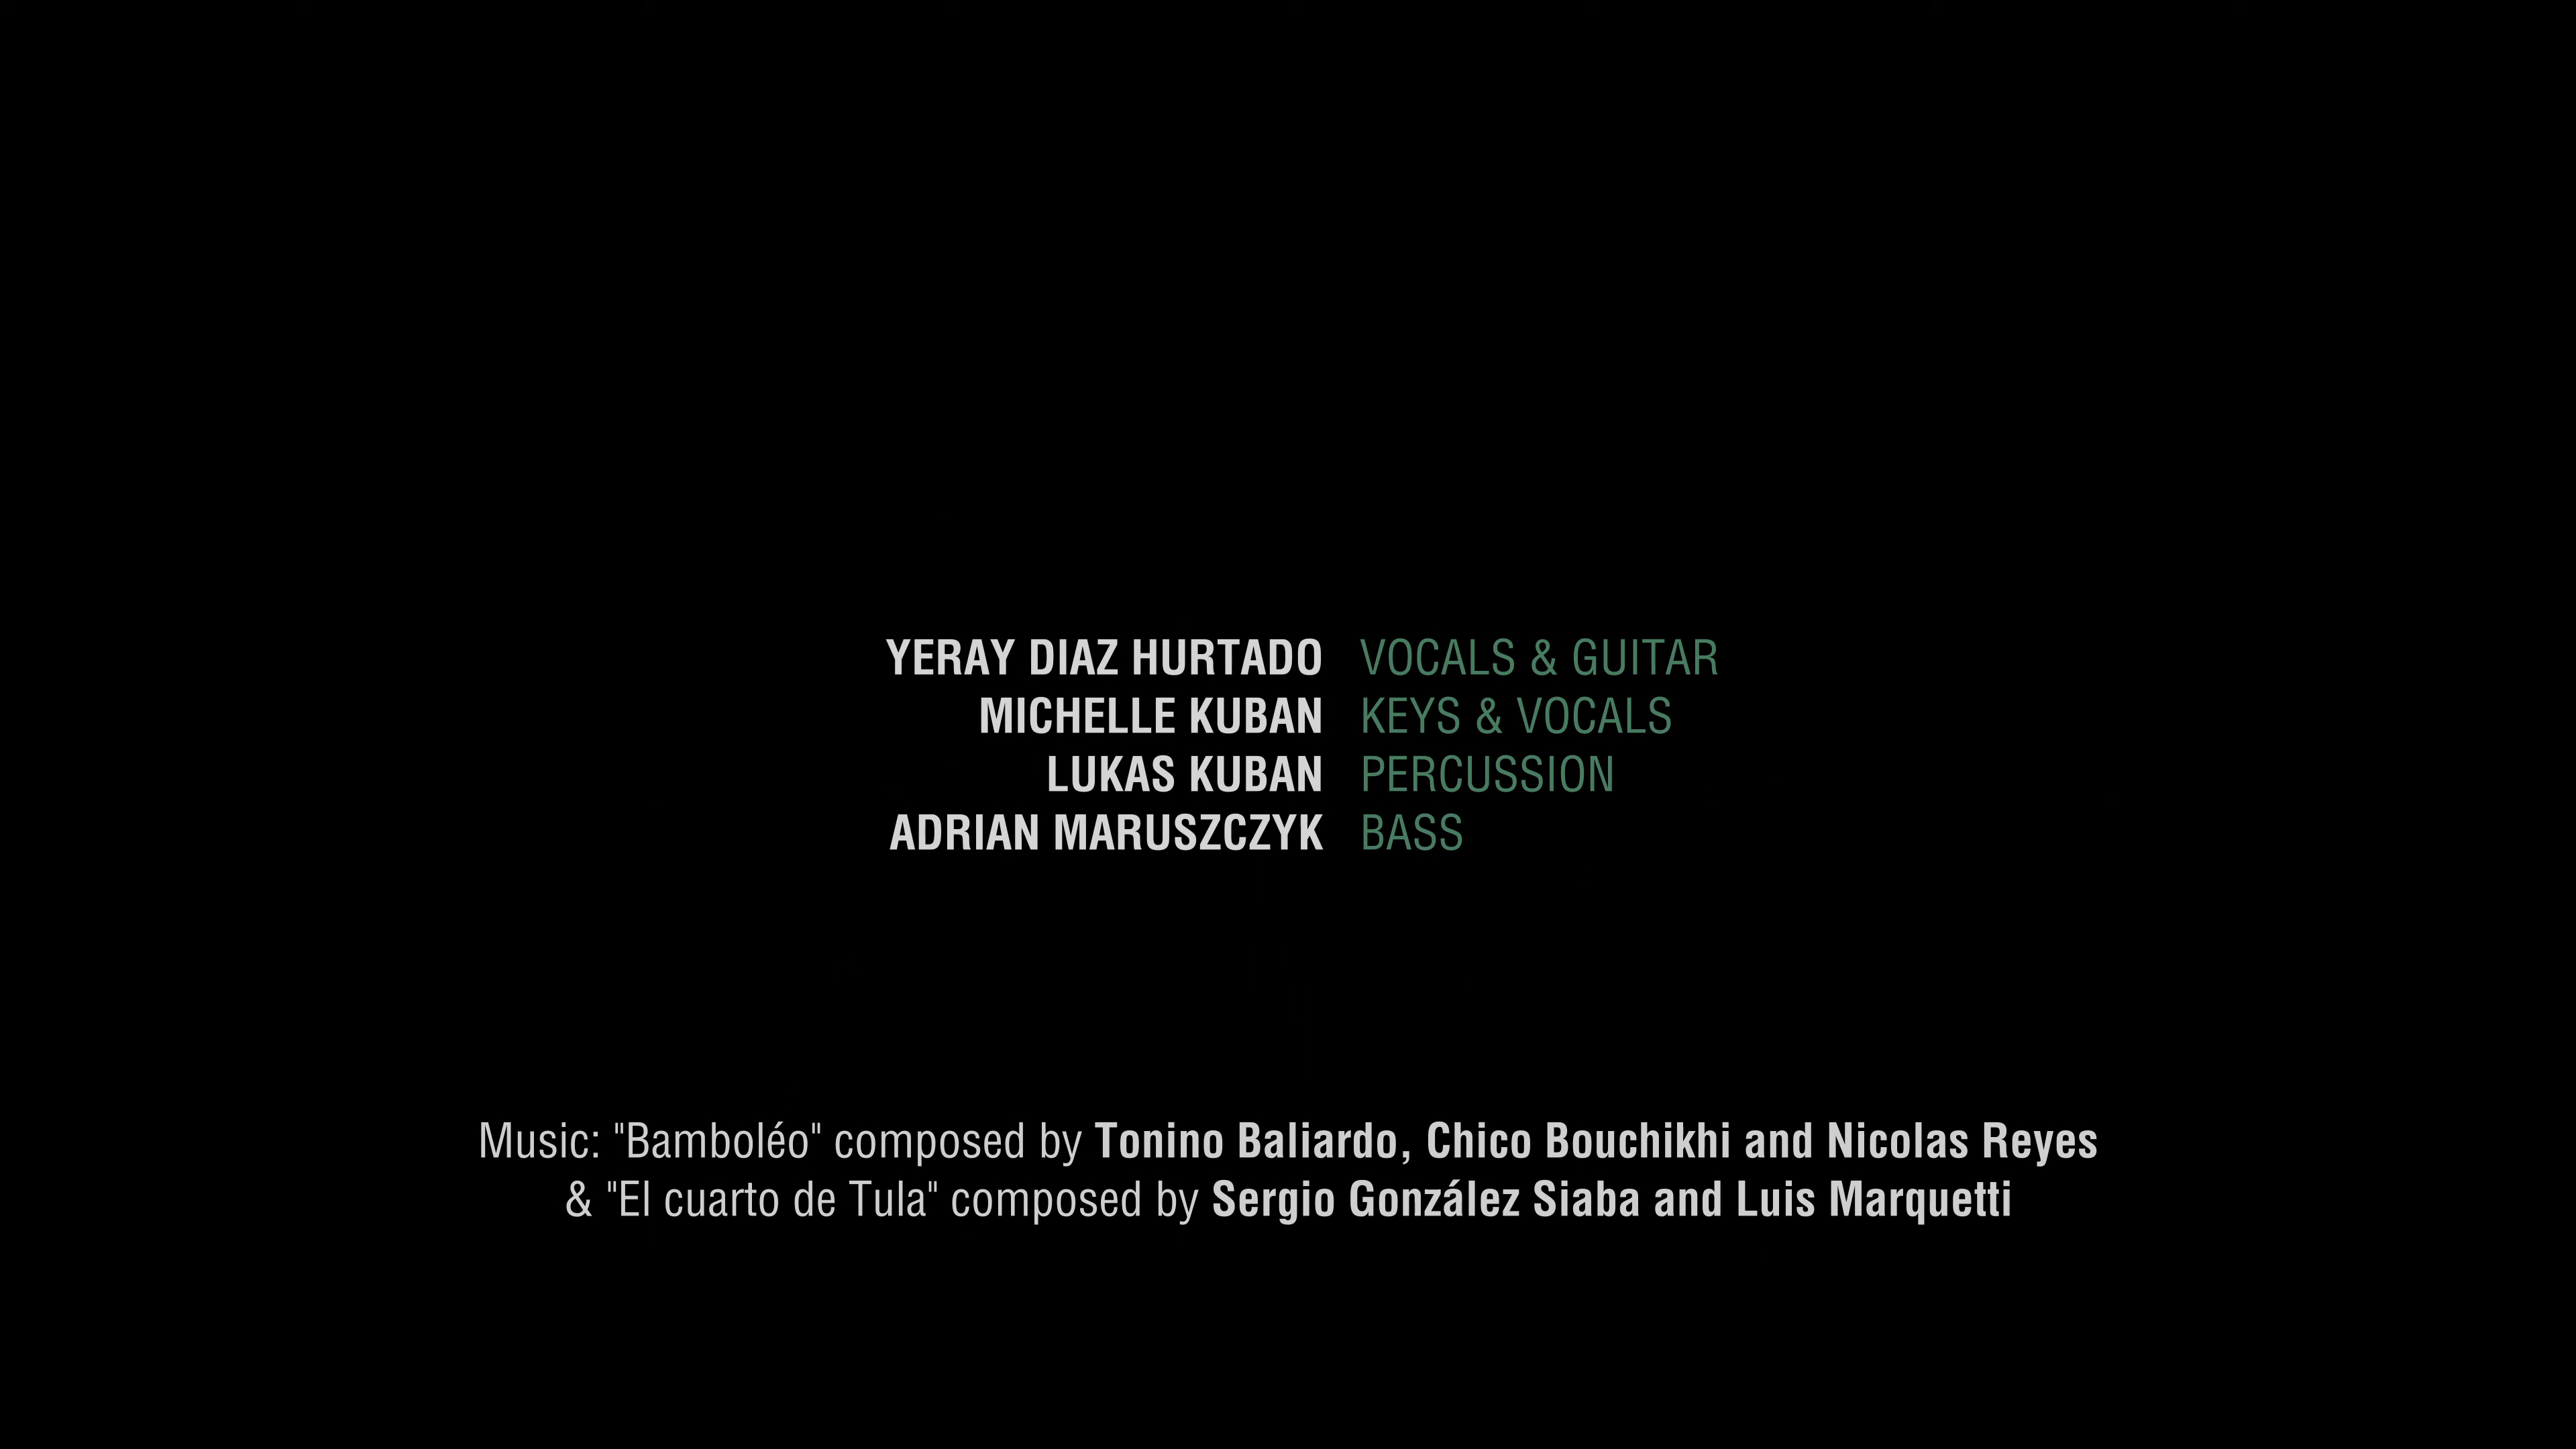 YERAY DIAZ HURTADO VOCALS & GUITAR
MICHELLE KUBAN KEYS & VOCALS
LUKAS KUBAN PERCUSSION
ADRIAN MARUSZCZYK BASS
Music: "Bamboléo" composed by Tonino Baliardo, Chico Bouchikhi and Nicolas Reyes
& "El cuarto de Tula" composed by Sergio González Siaba and Luis Marquetti